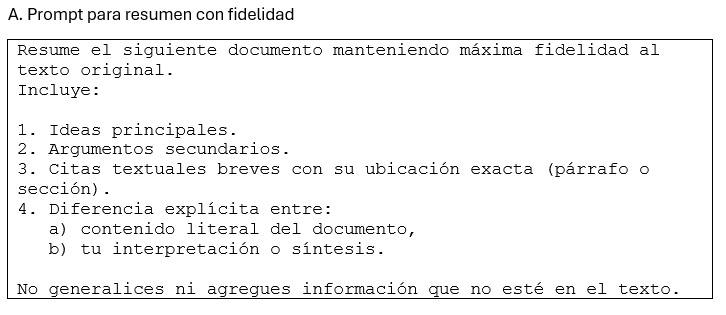 A. Prompt para resumen con fidelidad
Resume el siguiente documento manteniendo máxima fidelidad al
texto original.
Incluye:
1. Ideas principales.
2. Argumentos secundarios.
3. Citas textuales breves con su ubicación exacta (párrafo o
sección).
4. Diferencia explícita entre:
a) contenido literal del documento,
b) tu interpretación o síntesis.
No generalices ni agregues información que no esté en el texto.